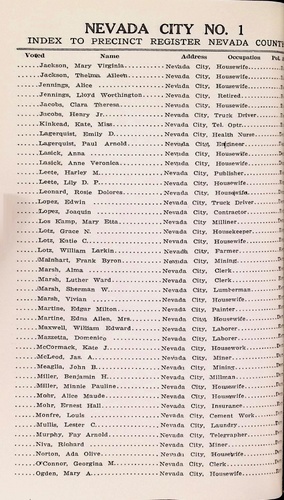 NEVADA CITY NO. 1
INDEX TO PRECINCT REGISTER NEVADA COUNT
Voted Name Address Occupation Pol.
.....Jackson, Mary Virginia Nevada City, Housewife
.....Jackson, Thelma Aileen Nevada City, Housewife
.....Jennings, Alice Nevada City, Housewife
.....Jennings, Lloyd Worthington Nevada City, Retired
.....Jacobs, Clara Theresa Nevada City, Housewife
.....Jacobs, Henry Jr. Nevada City, Truck Driver
.....Kinkead, Kate, Miss Nevada City, Tel. Optr.
.....Lagerquist, Emily D. Nevada City, Health Nurse
.....Lagerquist, Paul Arnold Nevada City, Engineer
.....Lasick, Anna Nevada City, Housewife
.....Lasick, Anne Veronica Nevada City, Housewife
.....Leete, Harley M. Nevada City, Publisher
.....Leete, Lily D. P. Nevada City, Housewife
.....Leonard, Rosie Dolores Nevada City, Housewife
.....Lopez, Edwin Nevada City, Truck Driver
.....Lopez, Joaquin Nevada City, Contractor
.....Los Kamp, Mary Etta Nevada City, Milliner
.....Lotz, Grace N. Nevada City, Housekeeper
.....Lotz, Katie C. Nevada City, Housewife
.....Lotz, William Larkin Nevada City, Farmer
.....Mainhart, Frank Byron Nevada City, Mining
.....Marsh, Alma Nevada City, Clerk
.....Marsh, Luther Ward Nevada City, Clerk
.....Marsh, Sherman W. Nevada City, Lumberman
.....Marsh, Vivian Nevada City, Housewife
.....Martine, Edgar Milton Nevada City, Painter
.....Martine, Edna Allen, Mrs. Nevada City, Housewife
.....Maxwell, William Edward Nevada City, Laborer
.....Mazzetta, Domenico Nevada City, Laborer
.....McCormack, Kate J. Nevada City, Housework
.....McLeod, Jas. A. Nevada City, Miner
.....Meaglia, John B. Nevada City, Mining
.....Miller, Benjamin H. Nevada City, Millman
.....Miller, Minnie Pauline Nevada City, Housewife
.....Mohr, Alice Maude Nevada City, Housewife
.....Mohr, Ernest Hall Nevada City, Insurance
.....Monfre, Louis Nevada City, Cement Work
.....Mullis, Lester C. Nevada City, Laundry
.....Murphy, Fay Arnold Nevada City, Telegrapher
.....Niva, Richard Nevada City, Miner
.....Norton, Ada Olive Nevada City, Housewife
.....O'Connor, Georgina M. Nevada City, Clerk
.....Ogden, Mary A. Nevada City, Housewife